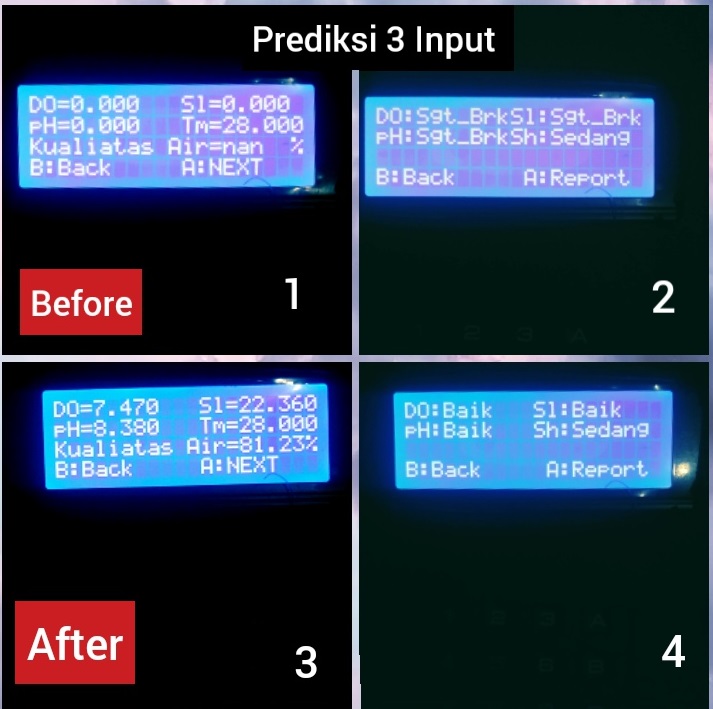 Prediksi 3 Input
DO=0.000 Sl=0.000
pH=0.000 Tm=28.000
Kualiatas Air=nan %
B:Back A:NEXT
Before
1
DO:Sgt_BrkSl:Sgt_Brk
pH:Sgt_BrkSh:Sedang
B:Back A:Report
2
DO=7.470 Sl=22.360
pH=8.380 Tm=28.000
Kualiatas Air=81.23%
B:Back A:NEXT
After
3
DO:Baik Sl:Baik
pH:Baik Sh:Sedang
B:Back A:Report
4